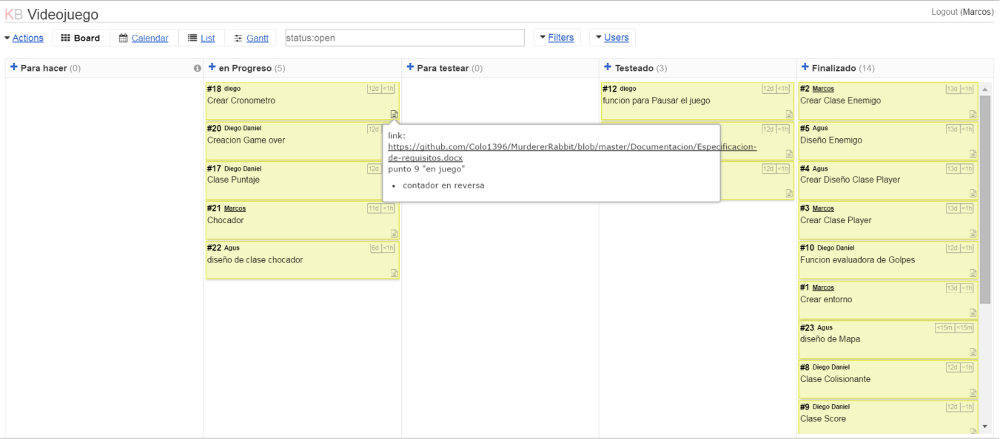 KB Videojuego
Logout (Marcos)
Actions Board Calendar List Gantt status:open Filters Users
+ Para hacer (0)
+ en Progreso (5)
+ Para testear (0)
+ Testeado (3)
+ Finalizado (14)
#18 diego 12d <1h
Crear Cronometro
#20 Diego Daniel 12d
Creacion Game over
#17 Diego Daniel 12d
Clase Puntaje
#21 Marcos 11d <1h
Chocador
#22 Agus 6d <1h
diseño de clase chocador
link:
https://github.com/Colo1396/MurdererRabbit/blob/master/Documentacion/Especificacion-
de-requisitos.docx
punto 9 "en juego"
• contador en reversa
#12 diego 12d <1h
funcion para Pausar el juego
12d <1h
12d <1h
#2 Marcos 13d <1h
Crear Clase Enemigo
#5 Agus 13d <1h
Diseño Enemigo
#4 Agus 13d <1h
Crear Diseño Clase Player
#3 Marcos 13d <1h
Crear Clase Player
#10 Diego Daniel 12d <1h
Funcion evaluadora de Golpes
#1 Marcos 13d ~1h
Crear entorno
#23 Agus <15m <15m
diseño de Mapa
#8 Diego Daniel 12d ~1h
Clase Colisionante
#9 Diego Daniel 12d ~1h
Clase Score